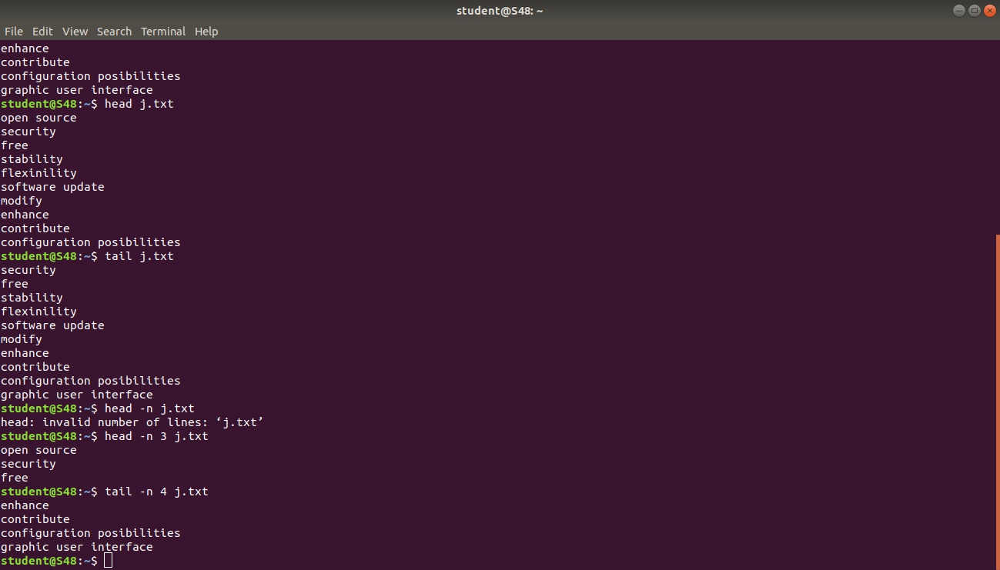 student@S48: ~
File Edit View Search Terminal Help
enhance
contribute
configuration posibilities
graphic user interface
student@S48:~$ head j.txt
open source
security
free
stability
flexinility
software update
modify
enhance
contribute
configuration posibilities
student@S48:~$ tail j.txt
security
free
stability
flexinility
software update
modify
enhance
contribute
configuration posibilities
graphic user interface
student@S48:~$ head -n j.txt
head: invalid number of lines: ‘j.txt’
student@S48:~$ head -n 3 j.txt
open source
security
free
student@S48:~$ tail -n 4 j.txt
enhance
contribute
configuration posibilities
graphic user interface
student@S48:~$